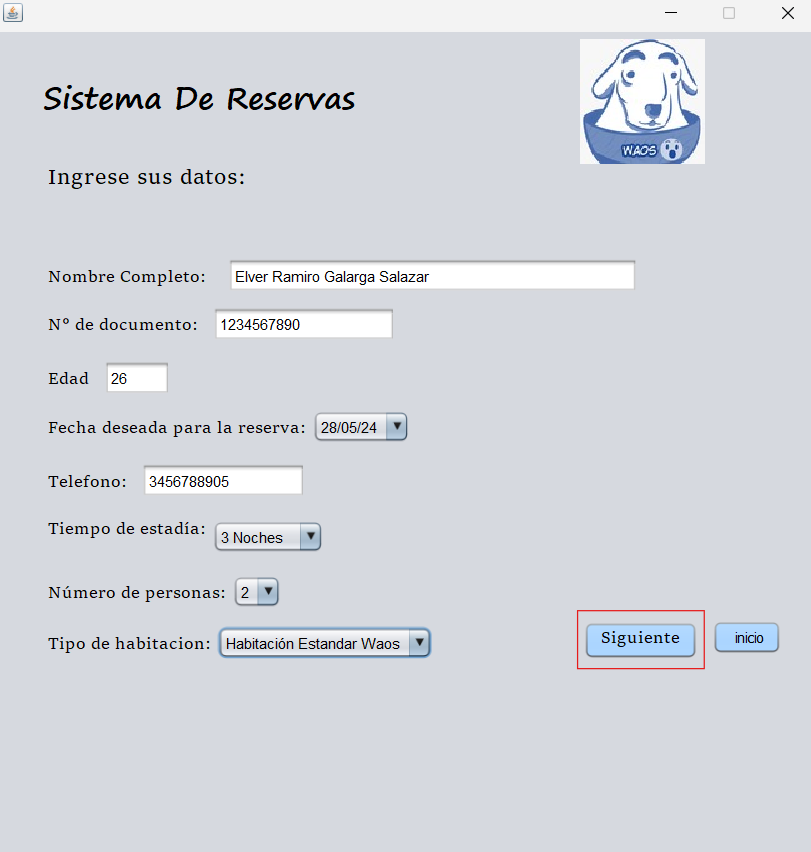 Sistema De Reservas
WAOS
Ingrese sus datos:
Nombre Completo: Elver Ramiro Galarga Salazar
Nº de documento: 1234567890
Edad 26
Fecha deseada para la reserva: 28/05/24
Telefono: 3456788905
Tiempo de estadía: 3 Noches
Número de personas: 2
Tipo de habitacion: Habitación Estandar Waos
Siguiente inicio